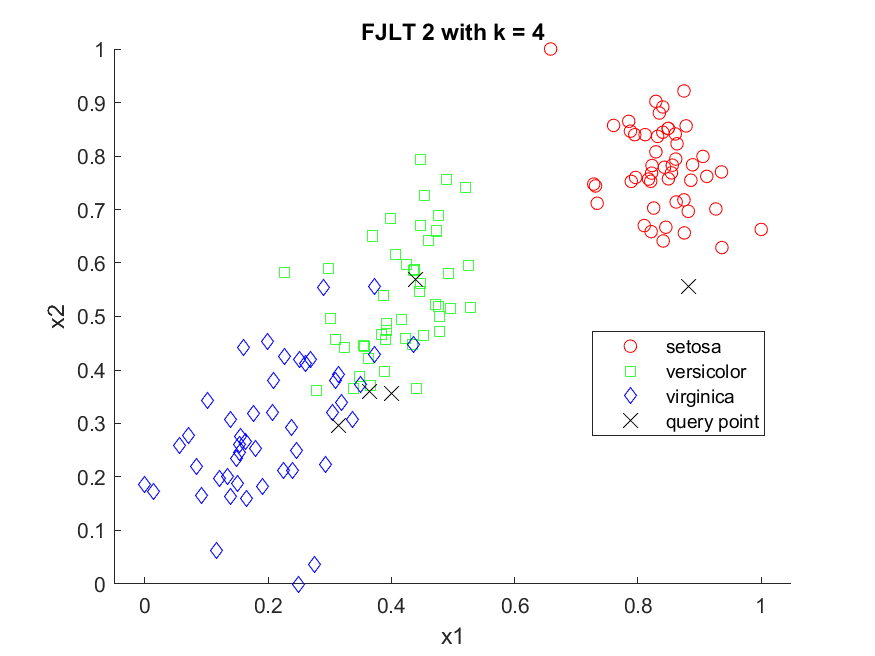 FJLT 2 with k = 4
1
0.9
0.8
0.7
0.6
0.5
0.4
0.3
0.2
0.1
0
x2
setosa
versicolor
virginica
query point
0 0.2 0.4 0.6 0.8 1
x1